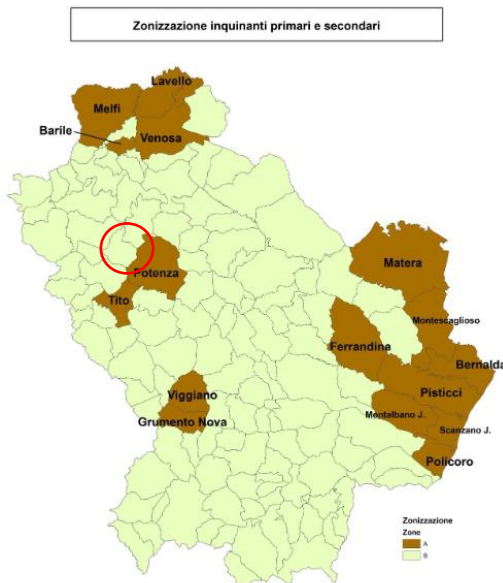 Zonizzazione inquinanti primari e secondari
Lavello
Melfi
Barile
Venosa
Matera
Potenza
Tito
Montescaglioso
Ferrandina
Bernalda
Viggiano
Pisticci
Grumento Nova
Montalbano J.
Scanzano J.
Policoro
Zonizzazione
Zone
A
B